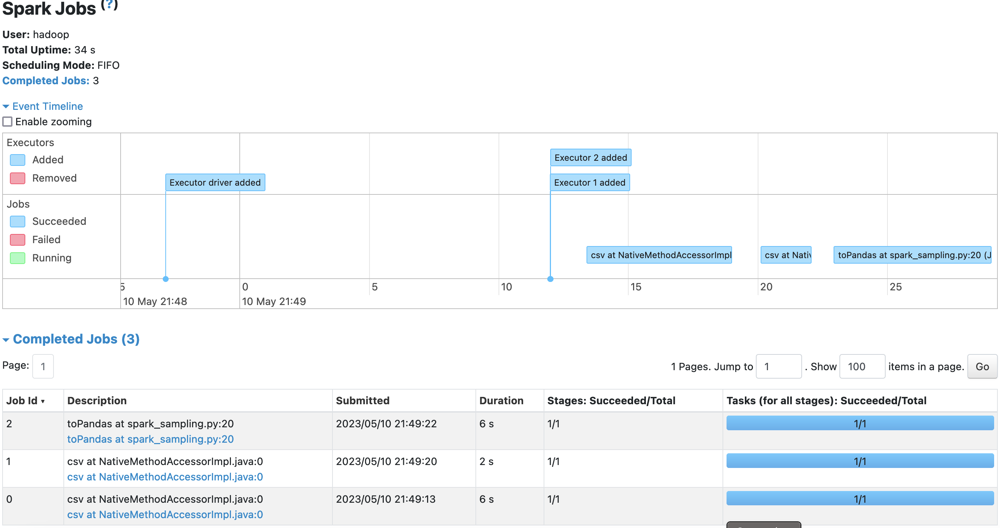 Spark Jobs (?)
User: hadoop
Total Uptime: 34 s
Scheduling Mode: FIFO
Completed Jobs: 3
Event Timeline
Enable zooming
Executors
Added
Removed
Executor 2 added
Executor driver added
Executor 1 added
Jobs
Succeeded
Failed
Running
csv at NativeMethodAccessorImpl
csv at Nativ
toPandas at spark_sampling.py:20 (J
5 0 5 10 15 20 25
10 May 21:48 10 May 21:49
Completed Jobs (3)
Page: 1
1 Pages. Jump to 1 . Show 100 items in a page. Go
Job Id ▾ Description Submitted Duration Stages: Succeeded/Total Tasks (for all stages): Succeeded/Total
2 toPandas at spark_sampling.py:20 2023/05/10 21:49:22 6 s 1/1 1/1
toPandas at spark_sampling.py:20
1 csv at NativeMethodAccessorImpl.java:0 2023/05/10 21:49:20 2 s 1/1 1/1
csv at NativeMethodAccessorImpl.java:0
0 csv at NativeMethodAccessorImpl.java:0 2023/05/10 21:49:13 6 s 1/1 1/1
csv at NativeMethodAccessorImpl.java:0